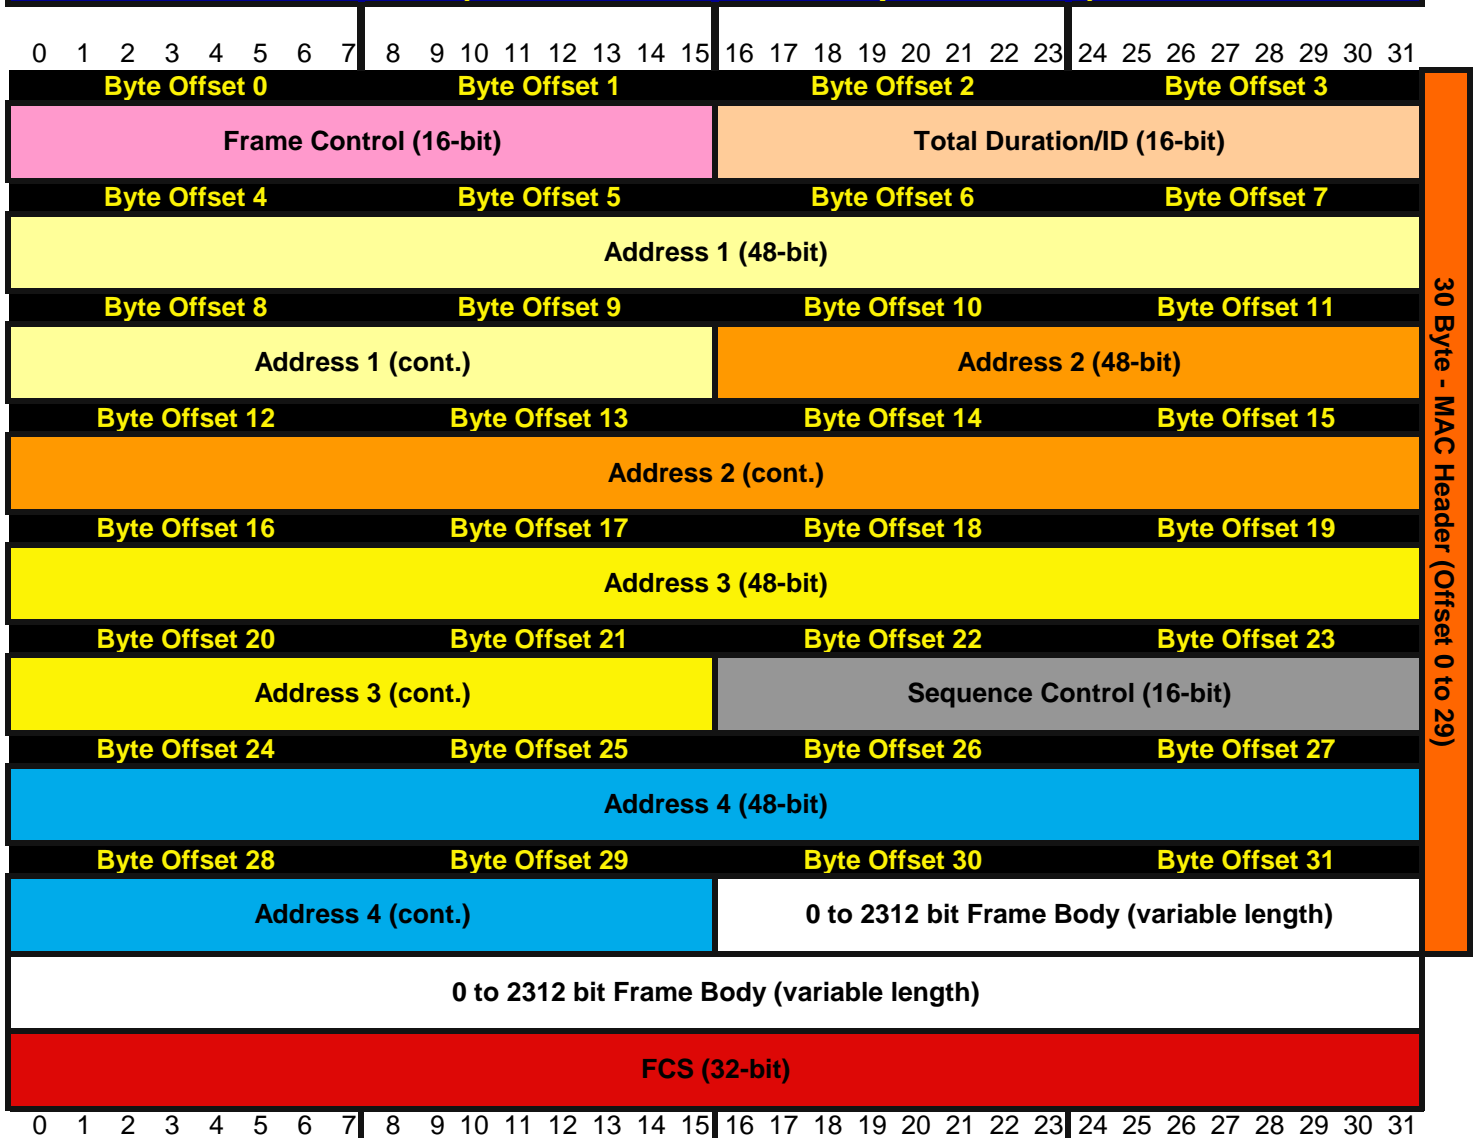 0 1 2 3 4 5 6 7 8 9 10 11 12 13 14 15 16 17 18 19 20 21 22 23 24 25 26 27 28 29 30 31
Byte Offset 0 Byte Offset 1 Byte Offset 2 Byte Offset 3
Frame Control (16-bit) Total Duration/ID (16-bit)
Byte Offset 4 Byte Offset 5 Byte Offset 6 Byte Offset 7
Address 1 (48-bit)
Byte Offset 8 Byte Offset 9 Byte Offset 10 Byte Offset 11
Address 1 (cont.) Address 2 (48-bit)
Byte Offset 12 Byte Offset 13 Byte Offset 14 Byte Offset 15
Address 2 (cont.)
Byte Offset 16 Byte Offset 17 Byte Offset 18 Byte Offset 19
Address 3 (48-bit)
Byte Offset 20 Byte Offset 21 Byte Offset 22 Byte Offset 23
Address 3 (cont.) Sequence Control (16-bit)
Byte Offset 24 Byte Offset 25 Byte Offset 26 Byte Offset 27
Address 4 (48-bit)
Byte Offset 28 Byte Offset 29 Byte Offset 30 Byte Offset 31
Address 4 (cont.) 0 to 2312 bit Frame Body (variable length)
0 to 2312 bit Frame Body (variable length)
FCS (32-bit)
0 1 2 3 4 5 6 7 8 9 10 11 12 13 14 15 16 17 18 19 20 21 22 23 24 25 26 27 28 29 30 31
30 Byte - MAC Header (Offset 0 to 29)